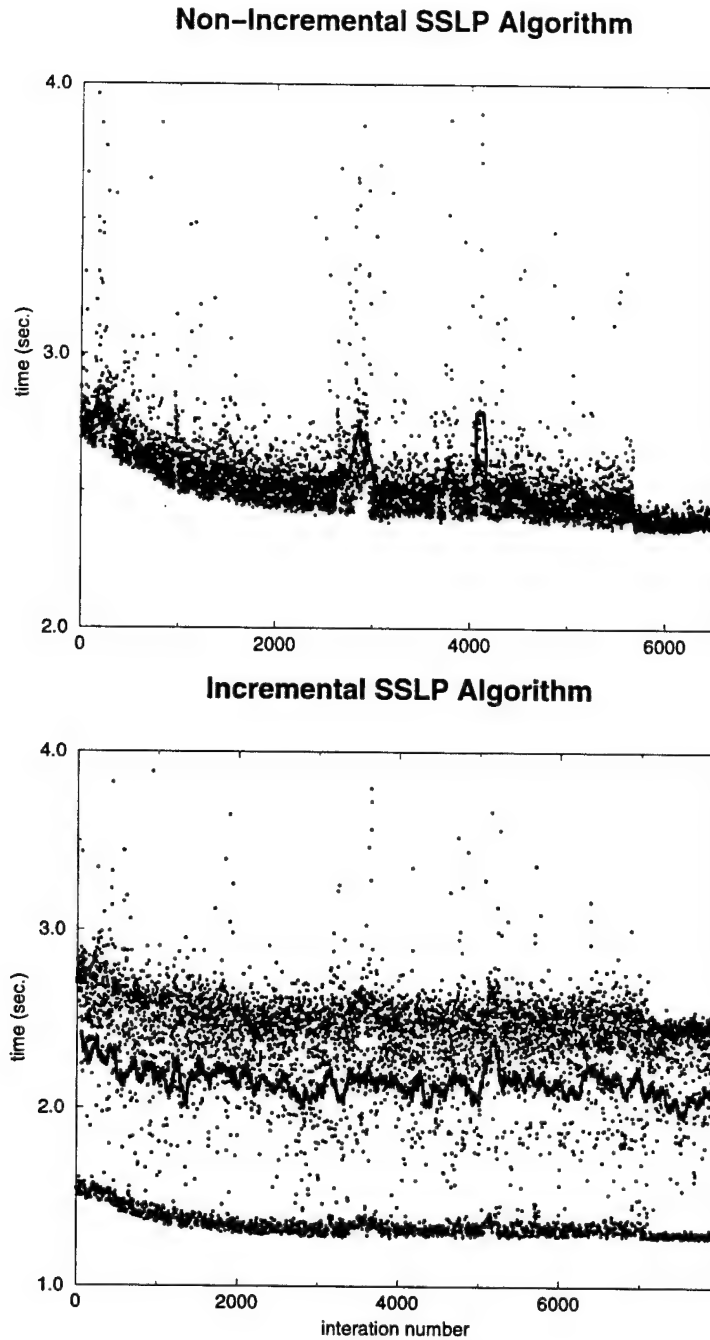 Non-Incremental SSLP Algorithm
4.0
time (sec.)
3.0
2.0
0 2000 4000 6000
Incremental SSLP Algorithm
4.0
3.0
time (sec.)
2.0
1.0
0 2000 4000 6000
interation number